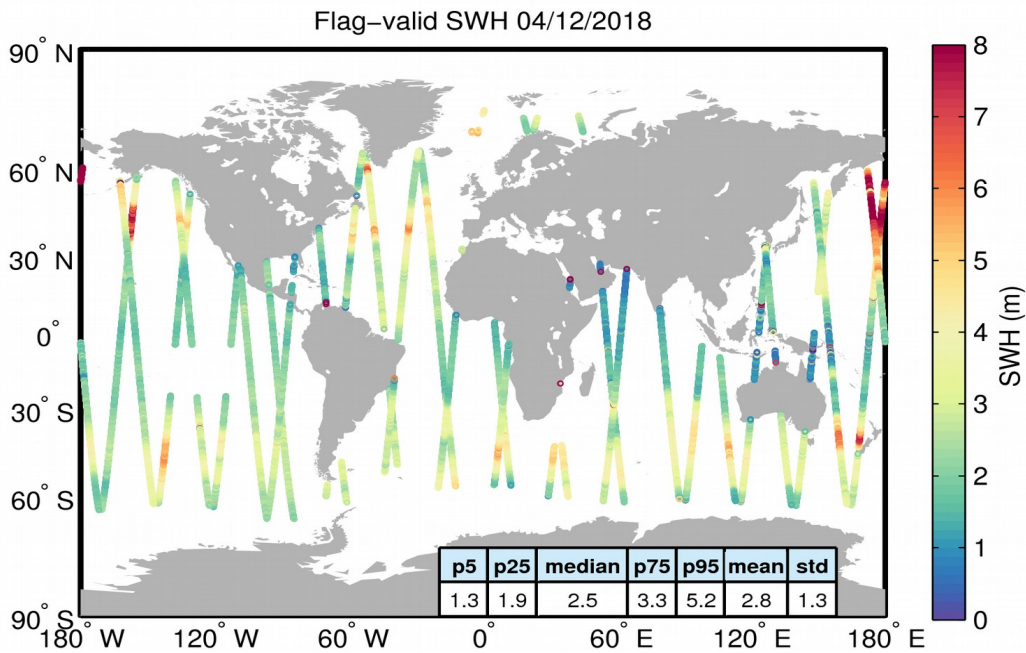 Flag−valid SWH 04/12/2018
90° N
60° N
30° N
0°
30° S
60° S
90° S
180° W
120° W
60° W
0°
60° E
120° E
180° E
p5 p25 median p75 p95 mean std
1.3 1.9 2.5 3.3 5.2 2.8 1.3
8
7
6
5
4
3
2
1
0
SWH (m)